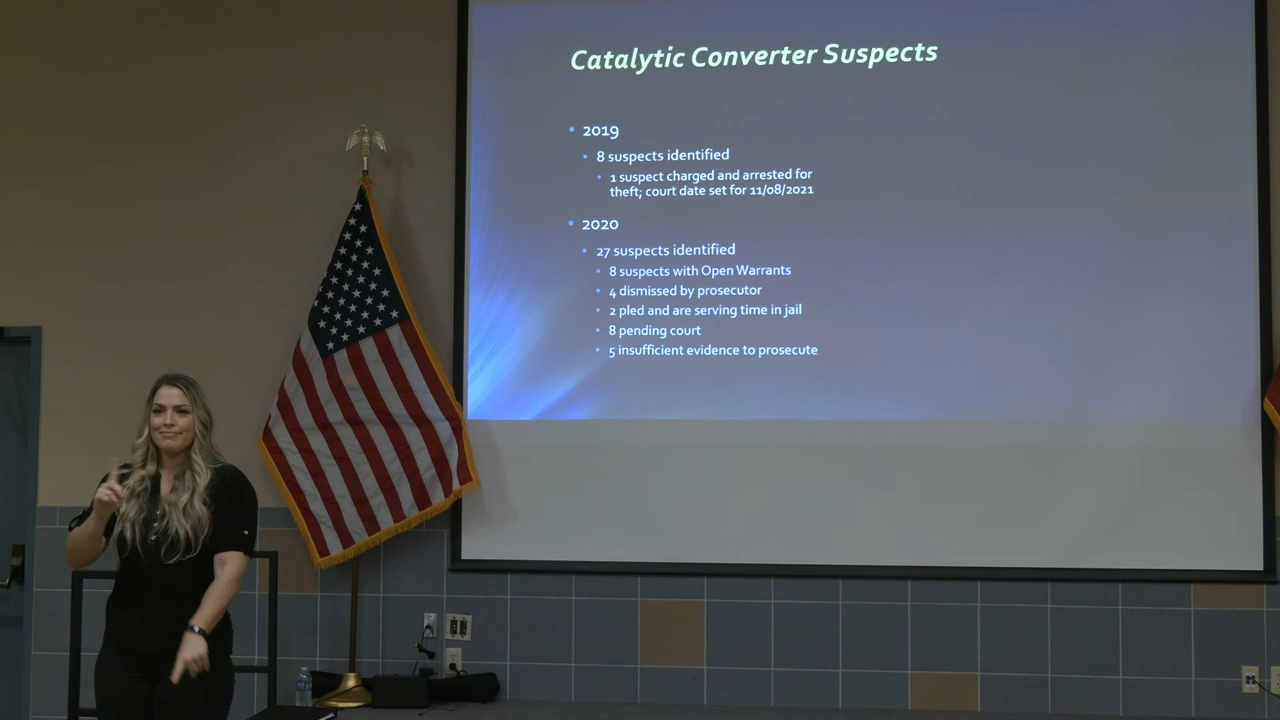 Catalytic Converter Suspects
• 2019
• 8 suspects identified
• 1 suspect charged and arrested for
theft; court date set for 11/08/2021
• 2020
• 27 suspects identified
• 8 suspects with Open Warrants
• 4 dismissed by prosecutor
• 2 pled and are serving time in jail
• 8 pending court
• 5 insufficient evidence to prosecute